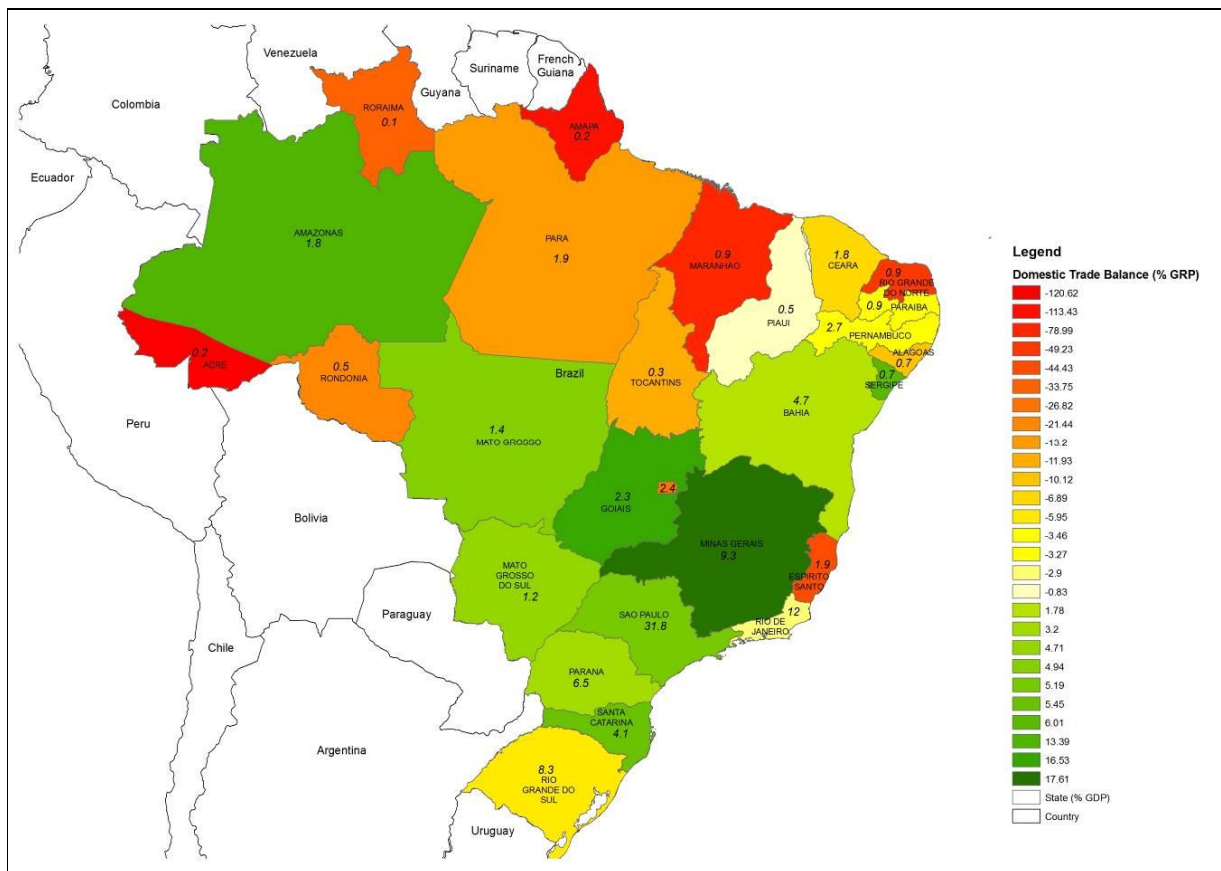 Venezuela
Suriname
French
Guiana
Guyana
Colombia
Ecuador
RORAIMA
0.1
AMAPA
0.2
AMAZONAS
1.8
PARA
1.9
0.9
MARANHAO
1.8
CEARA
0.9
RIO GRANDE
DO NORTE
0.9
PARAIBA
0.5
PIAUI
2.7
PERNAMBUCO
ALAGOAS
0.7
0.7
SERGIPE
0.2
ACRE
0.5
RONDONIA
Brazil
0.3
TOCANTINS
4.7
BAHIA
Peru
1.4
MATO GROSSO
2.4
2.3
GOIAIS
Bolivia
MINAS GERAIS
9.3
1.9
ESPIRITO
SANTO
MATO
GROSSO
DO SUL
1.2
SAO PAULO
31.8
12
RIO DE
JANEIRO
Paraguay
Chile
PARANA
6.5
SANTA
CATARINA
4.1
Argentina
8.3
RIO
GRANDE DO
SUL
Uruguay
Legend
Domestic Trade Balance (% GRP)
-120.62
-113.43
-78.99
-49.23
-44.43
-33.75
-26.82
-21.44
-13.2
-11.93
-10.12
-6.89
-5.95
-3.46
-3.27
-2.9
-0.83
1.78
3.2
4.71
4.94
5.19
5.45
6.01
13.39
16.53
17.61
State (% GDP)
Country